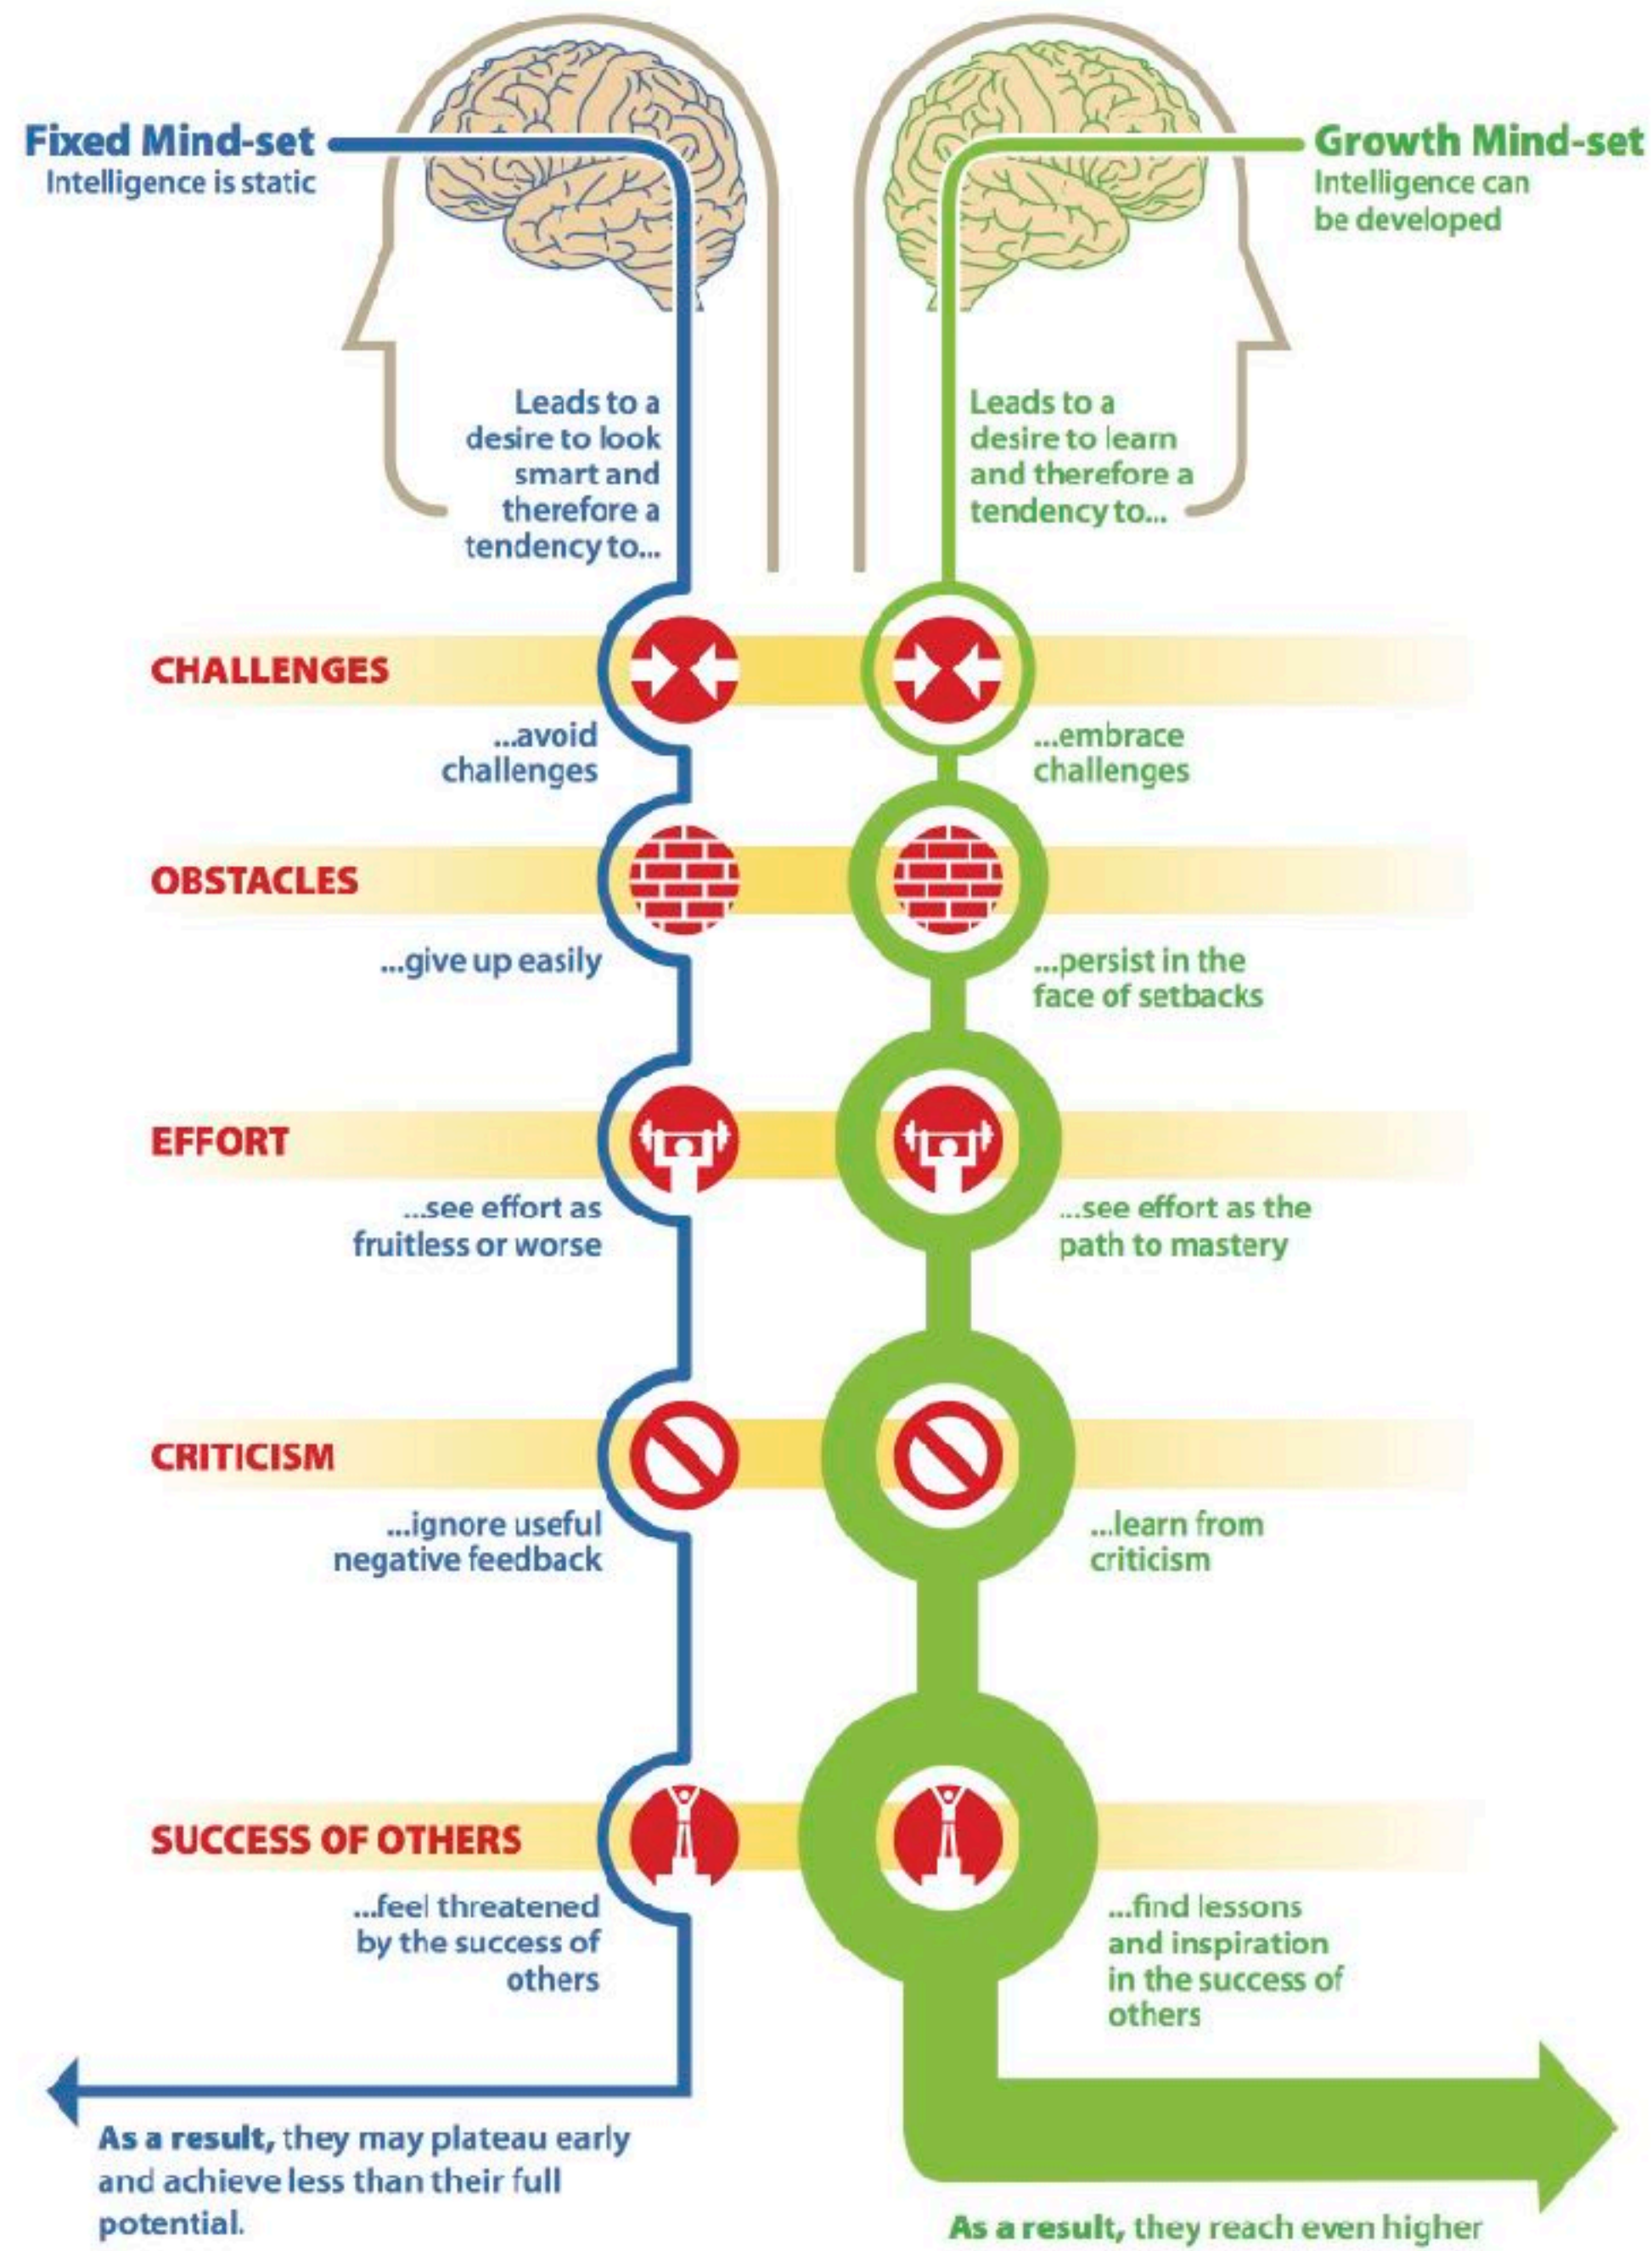 Fixed Mind-set
Intelligence is static
Growth Mind-set
Intelligence can
be developed
Leads to a
desire to look
smart and
therefore a
tendency to...
Leads to a
desire to learn
and therefore a
tendency to...
CHALLENGES
...avoid
challenges
...embrace
challenges
OBSTACLES
...give up easily
...persist in the
face of setbacks
EFFORT
...see effort as
fruitless or worse
...see effort as the
path to mastery
CRITICISM
...ignore useful
negative feedback
...learn from
criticism
SUCCESS OF OTHERS
...feel threatened
by the success of
others
...find lessons
and inspiration
in the success of
others
As a result, they may plateau early
and achieve less than their full
potential.
As a result, they reach even higher